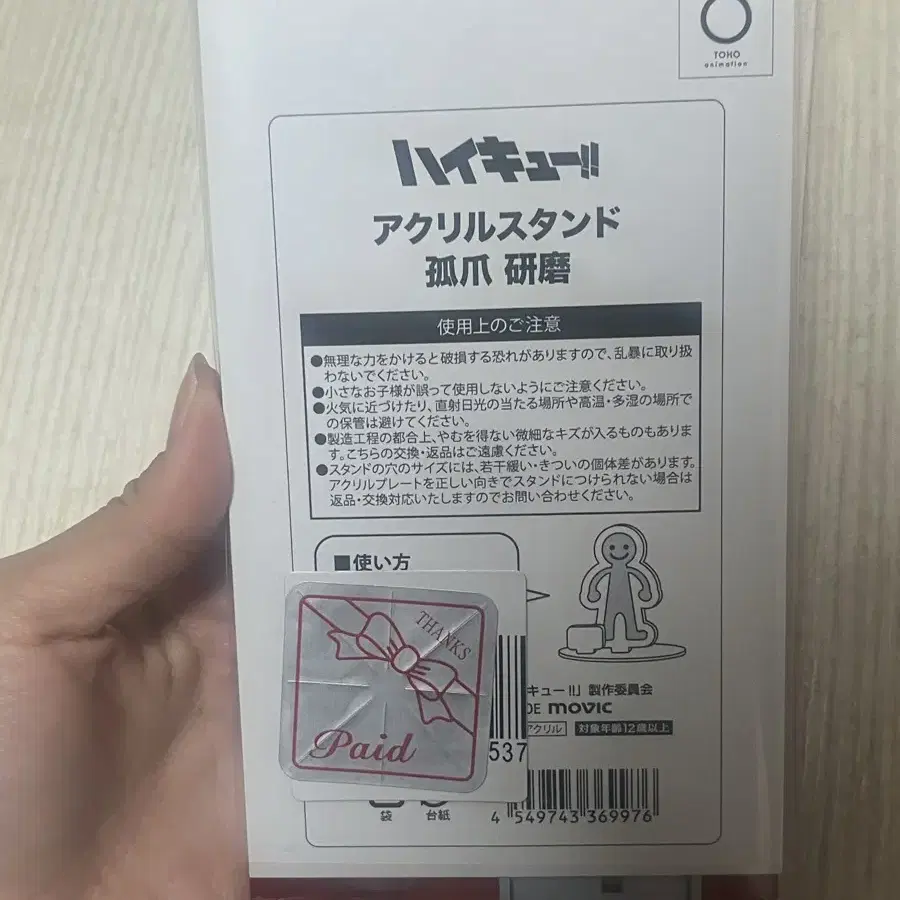 TOHO
animation
ハイキュー!!
アクリルスタンド
孤爪 研磨
使用上のご注意
●無理な力をかけると破損する恐れがありますので、乱暴に取り扱
わないでください。
●小さなお子様が誤って使用しないようにご注意ください。
●火気に近づけたり、直射日光の当たる場所や高温・多湿の場所で
の保管は避けてください。
●製造工程の都合上、やむを得ない微細なキズが入るものもありま
す。こちらの交換・返品はご遠慮ください。
●スタンドの穴のサイズには、若干緩い・きついの個体差があります。
アクリルプレートを正しい向きでスタンドにつけられない場合は
返品・交換対応いたしますのでお問い合わせください。
■使い方
THANKS
Paid
キュー!!」製作委員会
DE movic
アクリル 対象年齢12歳以上
537
袋 台紙
4 549743 369976